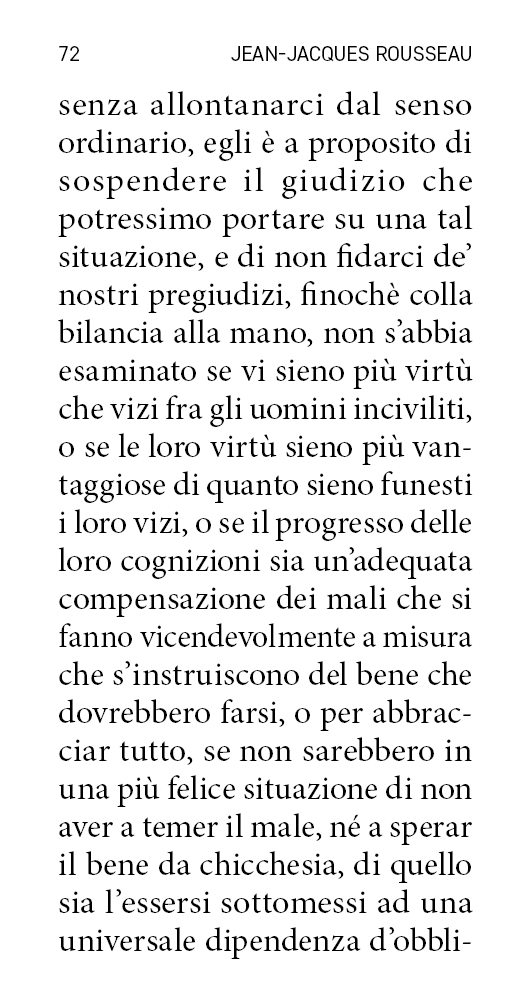 72 JEAN-JACQUES ROUSSEAU
senza allontanarci dal senso
ordinario, egli è a proposito di
sospendere il giudizio che
potressimo portare su una tal
situazione, e di non fidarci de’
nostri pregiudizi, finochè colla
bilancia alla mano, non s’abbia
esaminato se vi sieno più virtù
che vizi fra gli uomini inciviliti,
o se le loro virtù sieno più van-
taggiose di quanto sieno funesti
i loro vizi, o se il progresso delle
loro cognizioni sia un’adequata
compensazione dei mali che si
fanno vicendevolmente a misura
che s’instruiscono del bene che
dovrebbero farsi, o per abbrac-
ciar tutto, se non sarebbero in
una più felice situazione di non
aver a temer il male, né a sperar
il bene da chicchesia, di quello
sia l’essersi sottomessi ad una
universale dipendenza d’obbli-